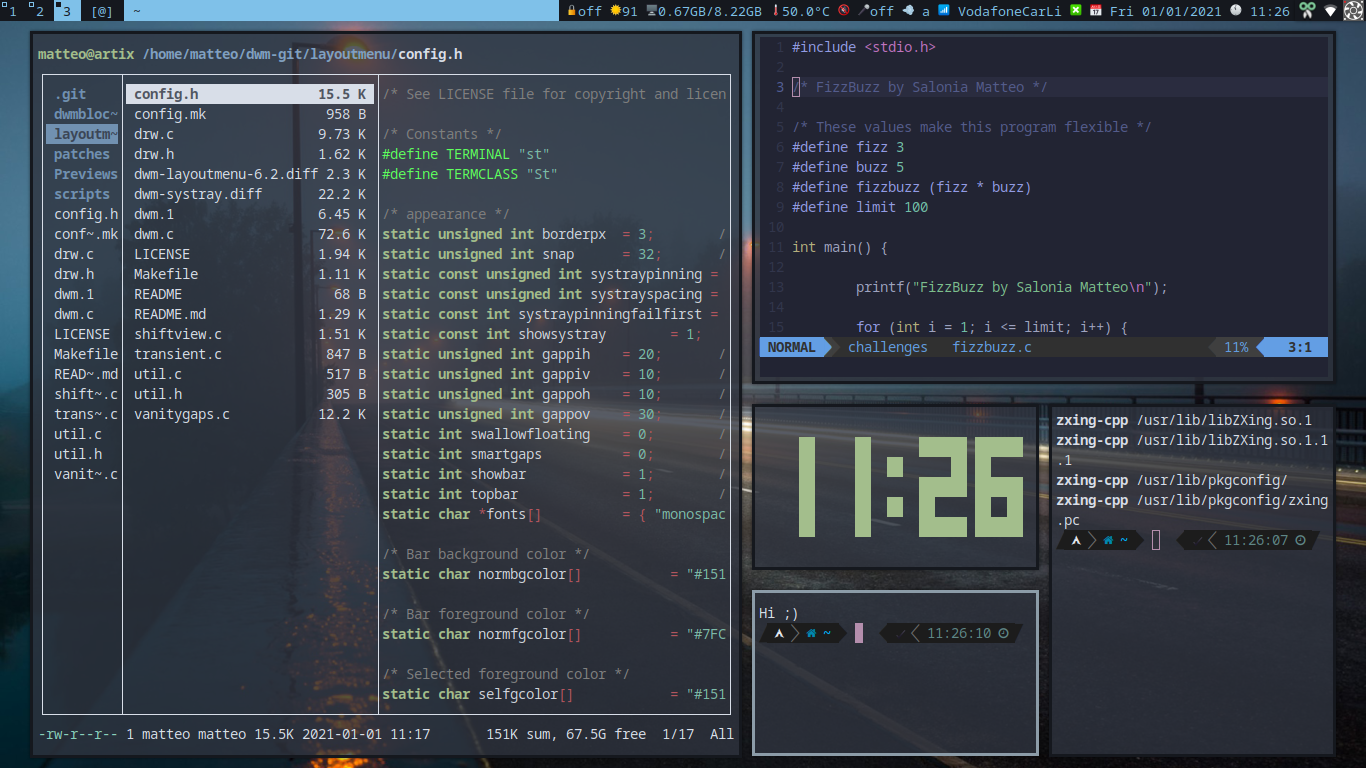 1 2 3 [@] ~ off 91 0.67GB/8.22GB 50.0°C off a VodafoneCarLi Fri 01/01/2021 11:26
matteo@artix /home/matteo/dwm-git/layoutmenu/config.h
.git
dwmbloc~
layoutm~
patches
Previews
scripts
config.h
conf~.mk
drw.c
drw.h
dwm.1
dwm.c
LICENSE
Makefile
READ~.md
shift~.c
trans~.c
util.c
util.h
vanit~.c
config.h 15.5 K
config.mk 958 B
drw.c 9.73 K
drw.h 1.62 K
dwm-layoutmenu-6.2.diff 2.3 K
dwm-systray.diff 22.2 K
dwm.1 6.45 K
dwm.c 72.6 K
LICENSE 1.94 K
Makefile 1.11 K
README 68 B
README.md 1.29 K
shiftview.c 1.51 K
transient.c 847 B
util.c 517 B
util.h 305 B
vanitygaps.c 12.2 K
/* See LICENSE file for copyright and licen
/* Constants */
#define TERMINAL "st"
#define TERMCLASS "St"
/* appearance */
static unsigned int borderpx = 3; /
static unsigned int snap = 32; /
static const unsigned int systraypinning =
static const unsigned int systrayspacing =
static const int systraypinningfailfirst =
static const int showsystray = 1;
static unsigned int gappih = 20; /
static unsigned int gappiv = 10; /
static unsigned int gappoh = 10; /
static unsigned int gappov = 30; /
static int swallowfloating = 0; /
static int smartgaps = 0; /
static int showbar = 1; /
static int topbar = 1; /
static char *fonts[] = { "monospac
/* Bar background color */
static char normbgcolor[] = "#151
/* Bar foreground color */
static char normfgcolor[] = "#7FC
/* Selected foreground color */
static char selfgcolor[] = "#151
-rw-r--r-- 1 matteo matteo 15.5K 2021-01-01 11:17 151K sum, 67.5G free 1/17 All
1 #include <stdio.h>
2
3 /* FizzBuzz by Salonia Matteo */
4
5 /* These values make this program flexible */
6 #define fizz 3
7 #define buzz 5
8 #define fizzbuzz (fizz * buzz)
9 #define limit 100
10
11 int main() {
12
13 printf("FizzBuzz by Salonia Matteo\n");
14
15 for (int i = 1; i <= limit; i++) {
NORMAL challenges fizzbuzz.c 11% 3:1
11:26
Hi ;)
~ 11:26:10
zxing-cpp /usr/lib/libZXing.so.1
zxing-cpp /usr/lib/libZXing.so.1.1
.1
zxing-cpp /usr/lib/pkgconfig/
zxing-cpp /usr/lib/pkgconfig/zxing
.pc
~ 11:26:07